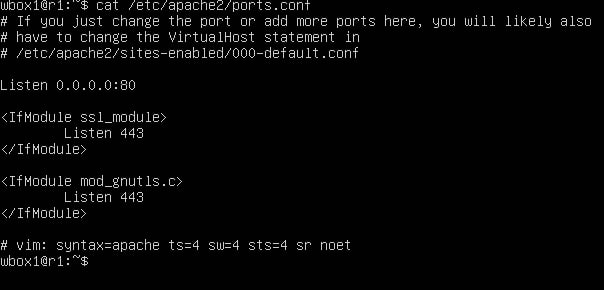 wbox1@r1:~$ cat /etc/apache2/ports.conf
# If you just change the port or add more ports here, you will likely also
# have to change the VirtualHost statement in
# /etc/apache2/sites-enabled/000-default.conf
Listen 0.0.0.0:80
<IfModule ssl_module>
        Listen 443
</IfModule>
<IfModule mod_gnutls.c>
        Listen 443
</IfModule>
# vim: syntax=apache ts=4 sw=4 sts=4 sr noet
wbox1@r1:~$